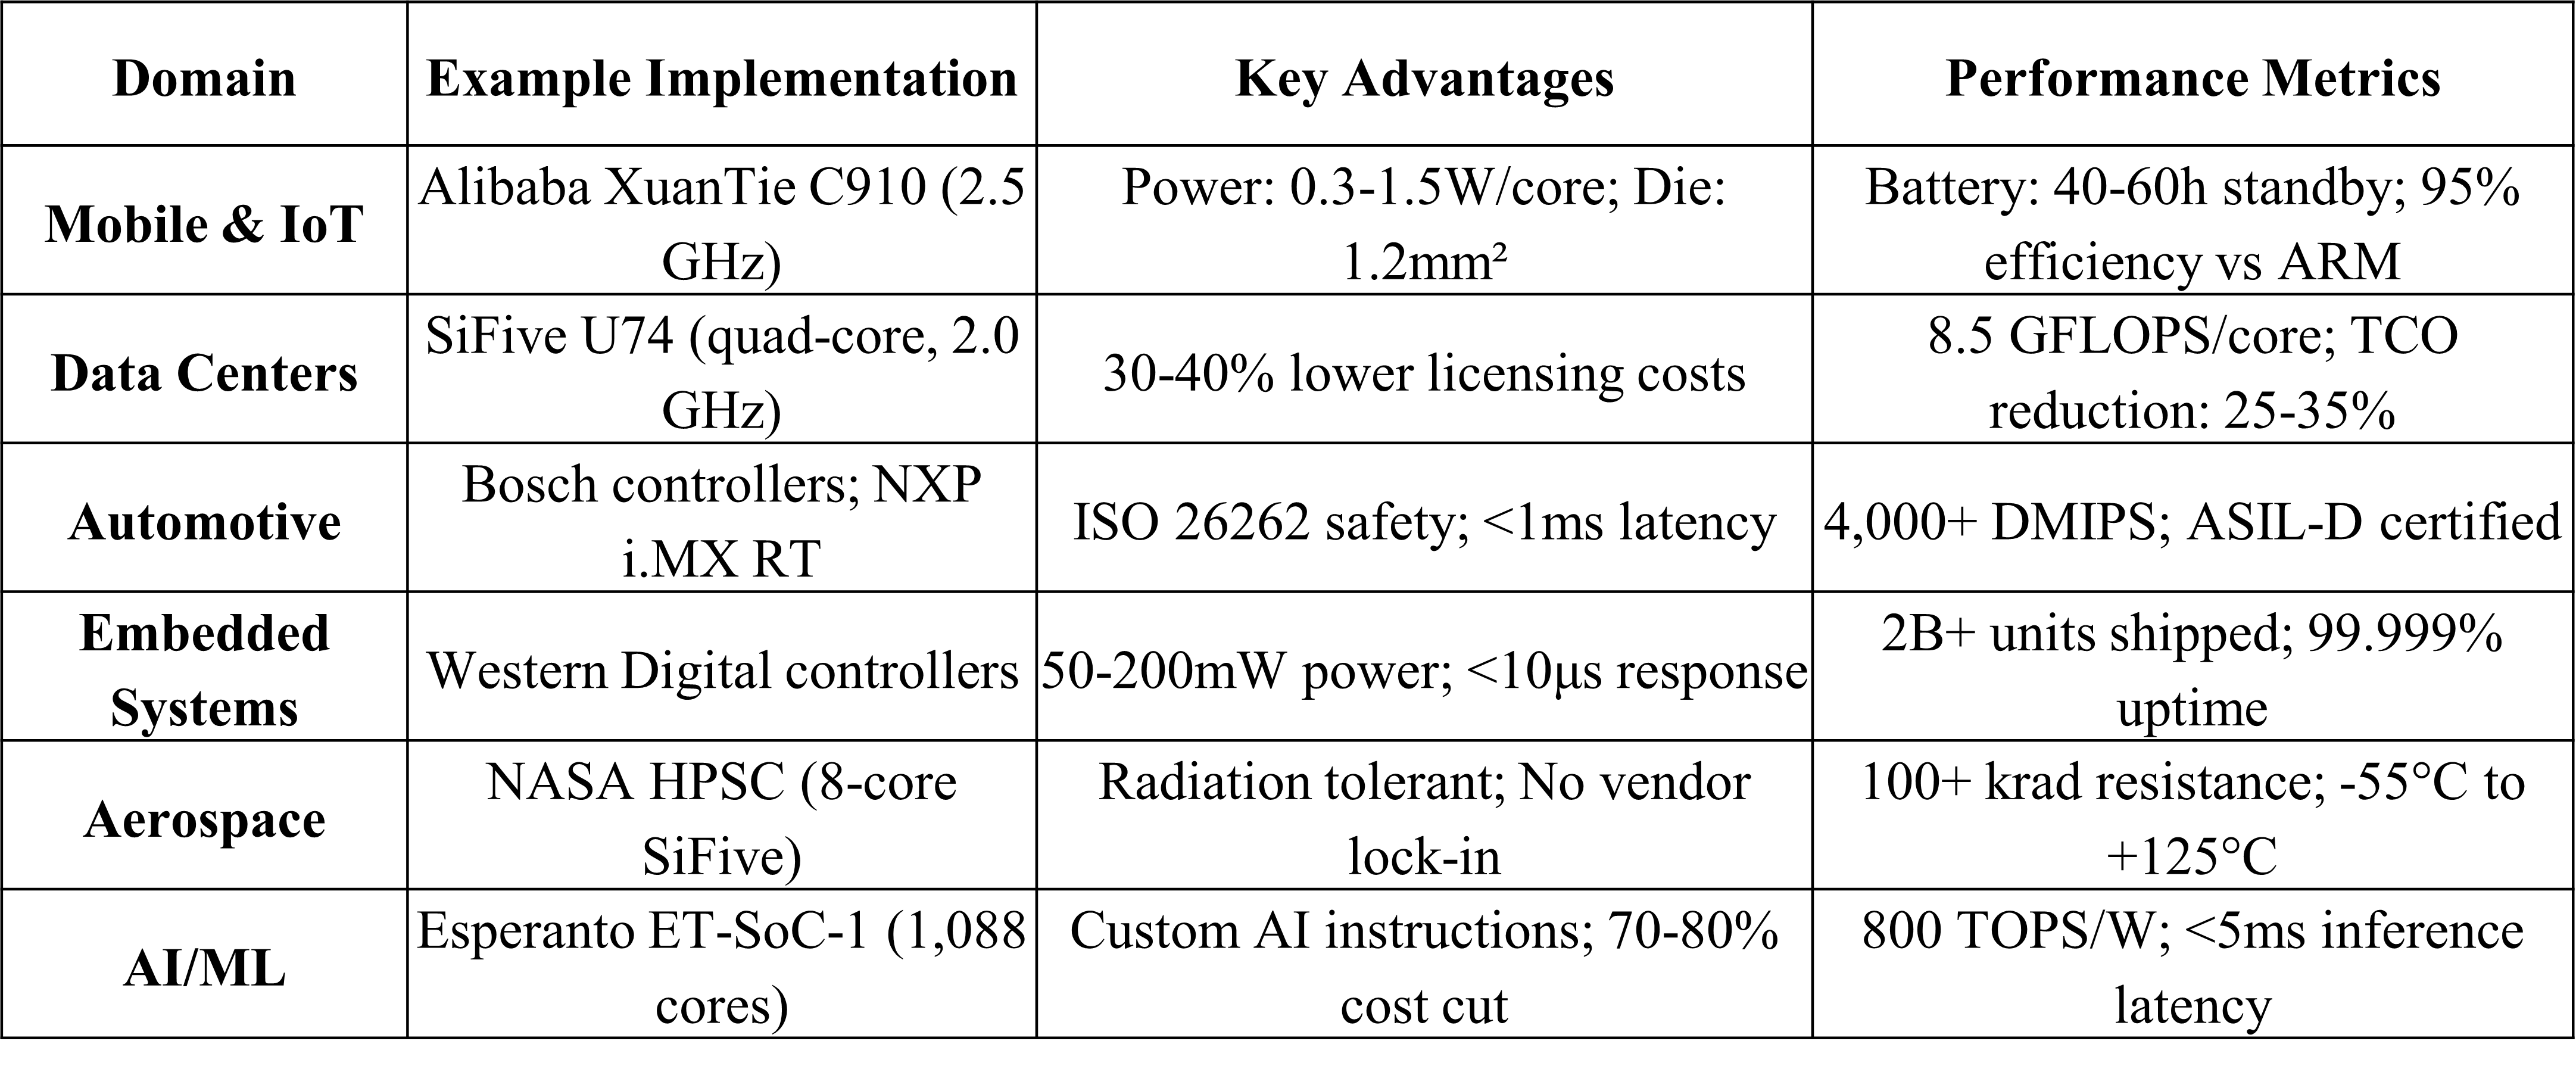 Domain
Example Implementation
Key Advantages
Performance Metrics
Mobile & IoT
Alibaba XuanTie C910 (2.5
GHz)
Power: 0.3-1.5W/core; Die:
1.2mm²
Battery: 40-60h standby; 95%
efficiency vs ARM
Data Centers
SiFive U74 (quad-core, 2.0
GHz)
30-40% lower licensing costs
8.5 GFLOPS/core; TCO
reduction: 25-35%
Automotive
Bosch controllers; NXP
i.MX RT
ISO 26262 safety; <1ms latency
4,000+ DMIPS; ASIL-D certified
Embedded
Systems
Western Digital controllers
50-200mW power; <10μs response
2B+ units shipped; 99.999%
uptime
Aerospace
NASA HPSC (8-core
SiFive)
Radiation tolerant; No vendor
lock-in
100+ krad resistance; -55°C to
+125°C
AI/ML
Esperanto ET-SoC-1 (1,088
cores)
Custom AI instructions; 70-80%
cost cut
800 TOPS/W; <5ms inference
latency